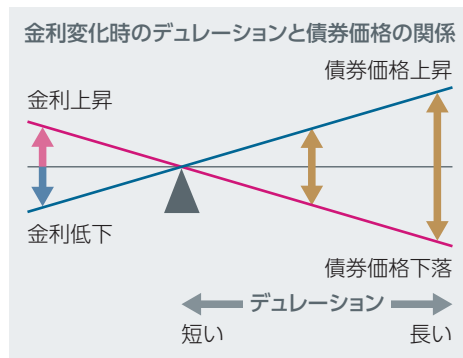 金利変化時のデュレーションと債券価格の関係
債券価格上昇
金利上昇
金利低下
債券価格下落
デュレーション
短い
長い